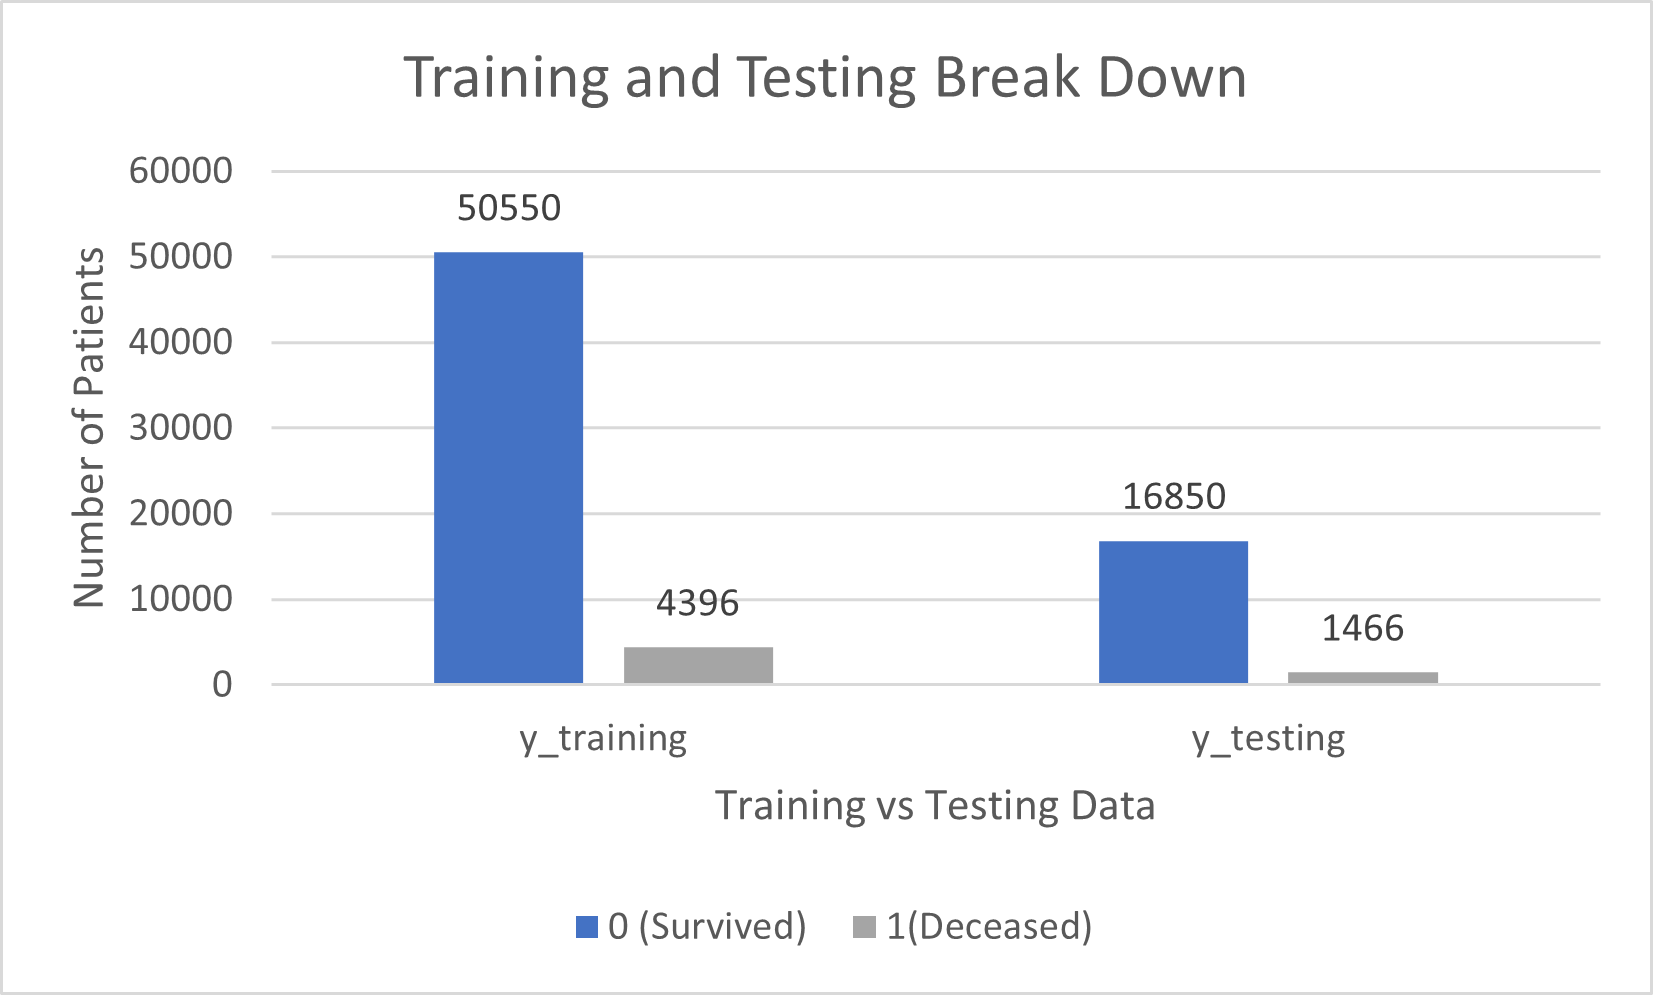 Training and Testing Break Down
60000
50000
40000
30000
20000
10000
0
Number of Patients
50550
4396
16850
1466
y_training
y_testing
Training vs Testing Data
0 (Survived)
1(Deceased)